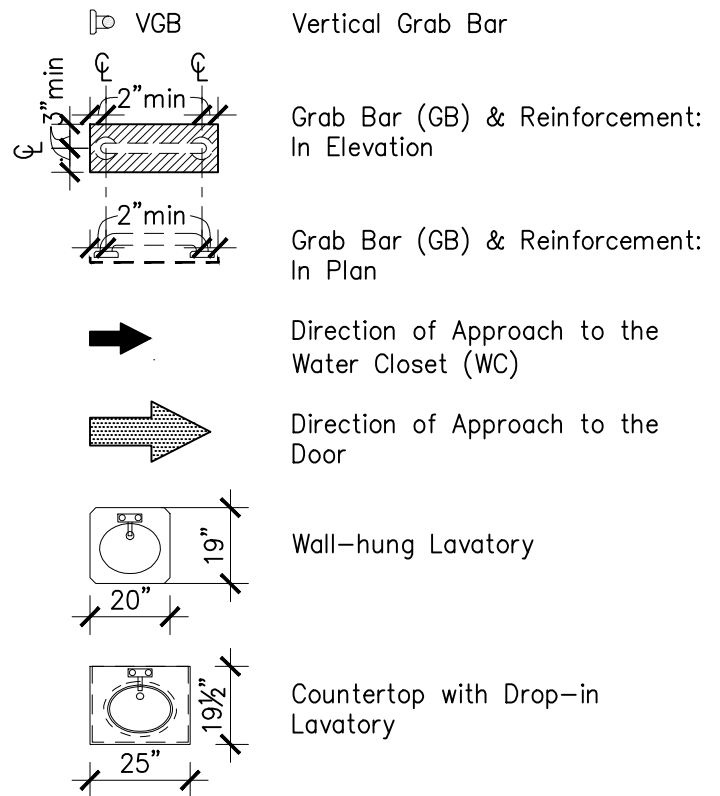 VGB Vertical Grab Bar
℄ ℄
3”min
2”min
℄
Grab Bar (GB) & Reinforcement:
In Elevation
2”min
Grab Bar (GB) & Reinforcement:
In Plan
Direction of Approach to the
Water Closet (WC)
Direction of Approach to the
Door
19”
20”
Wall–hung Lavatory
19½”
25”
Countertop with Drop–in
Lavatory